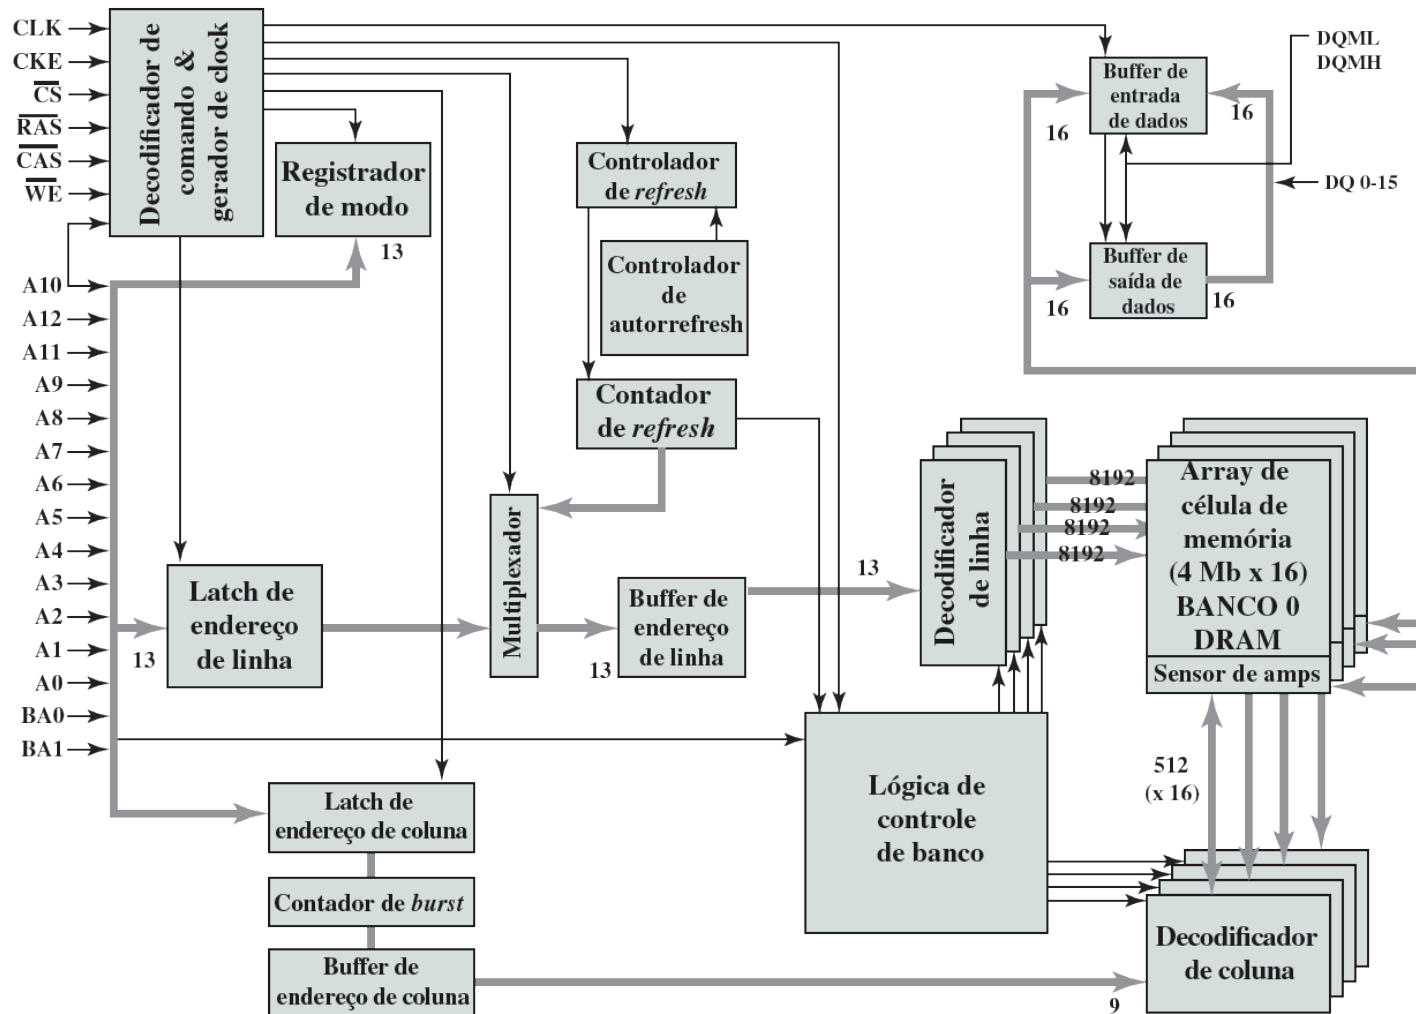 CLK
CKE
CS
RAS
CAS
WE
A10
A12
A11
A9
A8
A7
A6
A5
A4
A3
A2
A1
A0
BA0
BA1
Decodificador de
comando &
gerador de clock
Registrador
de modo
13
Controlador
de refresh
Controlador
de
autorrefresh
Contador
de refresh
Buffer de
entrada
de dados
16
16
DQML
DQMH
DQ 0-15
Buffer de
saída de
dados
16
16
Latch de
endereço
de linha
13
Multiplexador
Buffer de
endereço
de linha
13
13
Decodificador
de linha
8192
8192
8192
8192
Array de
célula de
memória
(4 Mb x 16)
BANCO 0
DRAM
Sensor de amps
Lógica de
controle
de banco
512
(x 16)
Latch de
endereço de coluna
Contador de burst
Buffer de
endereço de coluna
9
Decodificador
de coluna